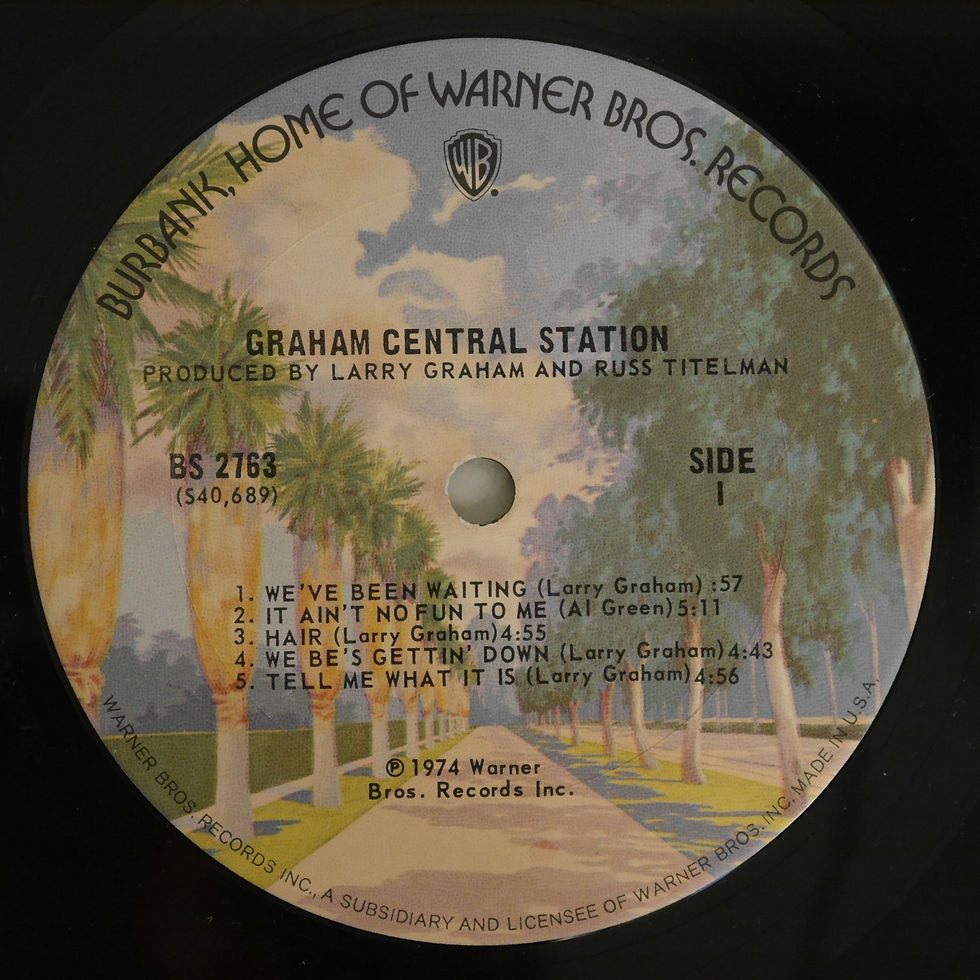 BURBANK, HOME OF WARNER BROS. RECORDS
WB
GRAHAM CENTRAL STATION
PRODUCED BY LARRY GRAHAM AND RUSS TITELMAN
BS 2763
(S40,689)
SIDE
1
1. WE'VE BEEN WAITING (Larry Graham) :57
2. IT AIN'T NO FUN TO ME (Al Green) 5:11
3. HAIR (Larry Graham) 4:55
4. WE BE'S GETTIN' DOWN (Larry Graham) 4:43
5. TELL ME WHAT IT IS (Larry Graham) 4:56
℗ 1974 Warner
Bros. Records Inc.
WARNER BROS. RECORDS INC., A SUBSIDIARY AND LICENSEE OF WARNER BROS. INC. MADE IN U.S.A.